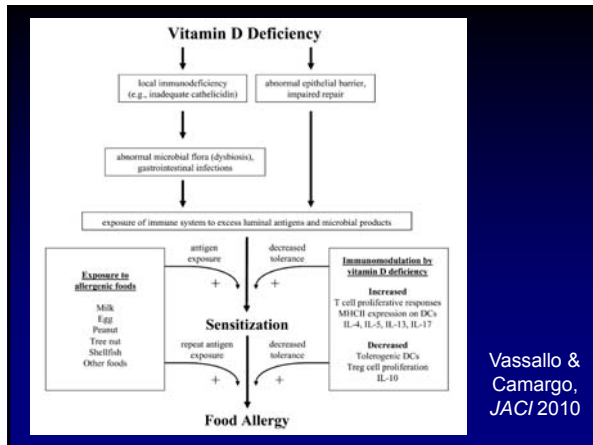 Vitamin D Deficiency
local immunodeficiency
(e.g., inadequate cathelicidin)
abnormal epithelial barrier,
impaired repair
abnormal microbial flora (dysbiosis),
gastrointestinal infections
exposure of immune system to excess luminal antigens and microbial products
antigen
exposure
+
decreased
tolerance
+
Exposure to
allergenic foods
Milk
Egg
Peanut
Tree nut
Shellfish
Other foods
Immunomodulation by
vitamin D deficiency
Increased
T cell proliferative responses
MHCII expression on DCs
IL-4, IL-5, IL-13, IL-17
Decreased
Tolerogenic DCs
Treg cell proliferation
IL-10
Sensitization
repeat antigen
exposure
+
decreased
tolerance
+
Food Allergy
Vassallo &
Camargo,
JACI 2010